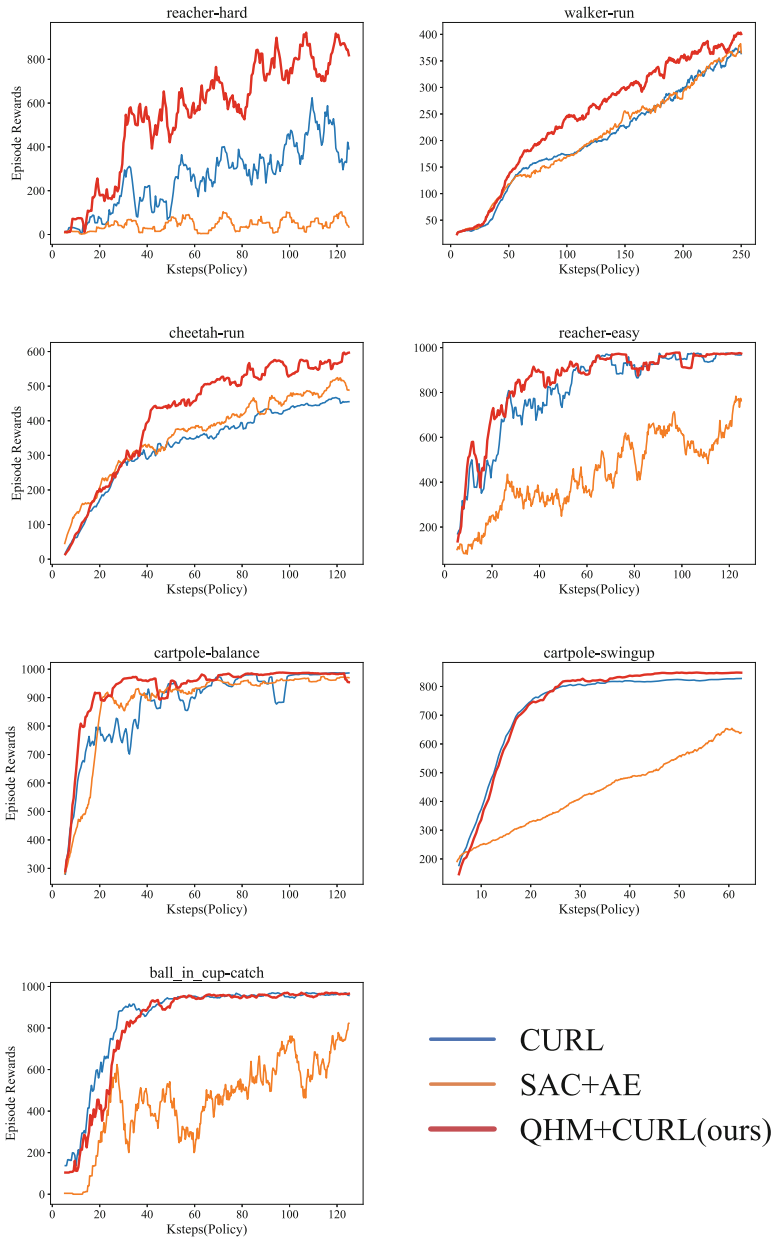 reacher-hard
800
600
400
200
0
Episode Rewards
0 20 40 60 80 100 120
Ksteps(Policy)
walker-run
400
350
300
250
200
150
100
50
0 50 100 150 200 250
Ksteps(Policy)
cheetah-run
600
500
400
300
200
100
0
Episode Rewards
0 20 40 60 80 100 120
Ksteps(Policy)
reacher-easy
1000
800
600
400
200
0 20 40 60 80 100 120
Ksteps(Policy)
cartpole-balance
1000
900
800
700
600
500
400
300
Episode Rewards
0 20 40 60 80 100 120
Ksteps(Policy)
cartpole-swingup
800
700
600
500
400
300
200
10 20 30 40 50 60
Ksteps(Policy)
ball_in_cup-catch
1000
800
600
400
200
0
Episode Rewards
0 20 40 60 80 100 120
Ksteps(Policy)
CURL
SAC+AE
QHM+CURL(ours)